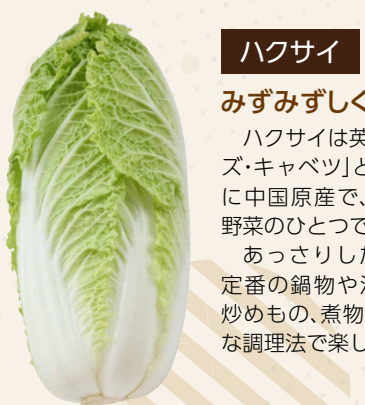 ハクサイ
みずみずしく
ハクサイは英
ズ・キャベツ」と
に中国原産で、
野菜のひとつで
あっさりした
定番の鍋物や
炒めもの、煮物
な調理法で楽し